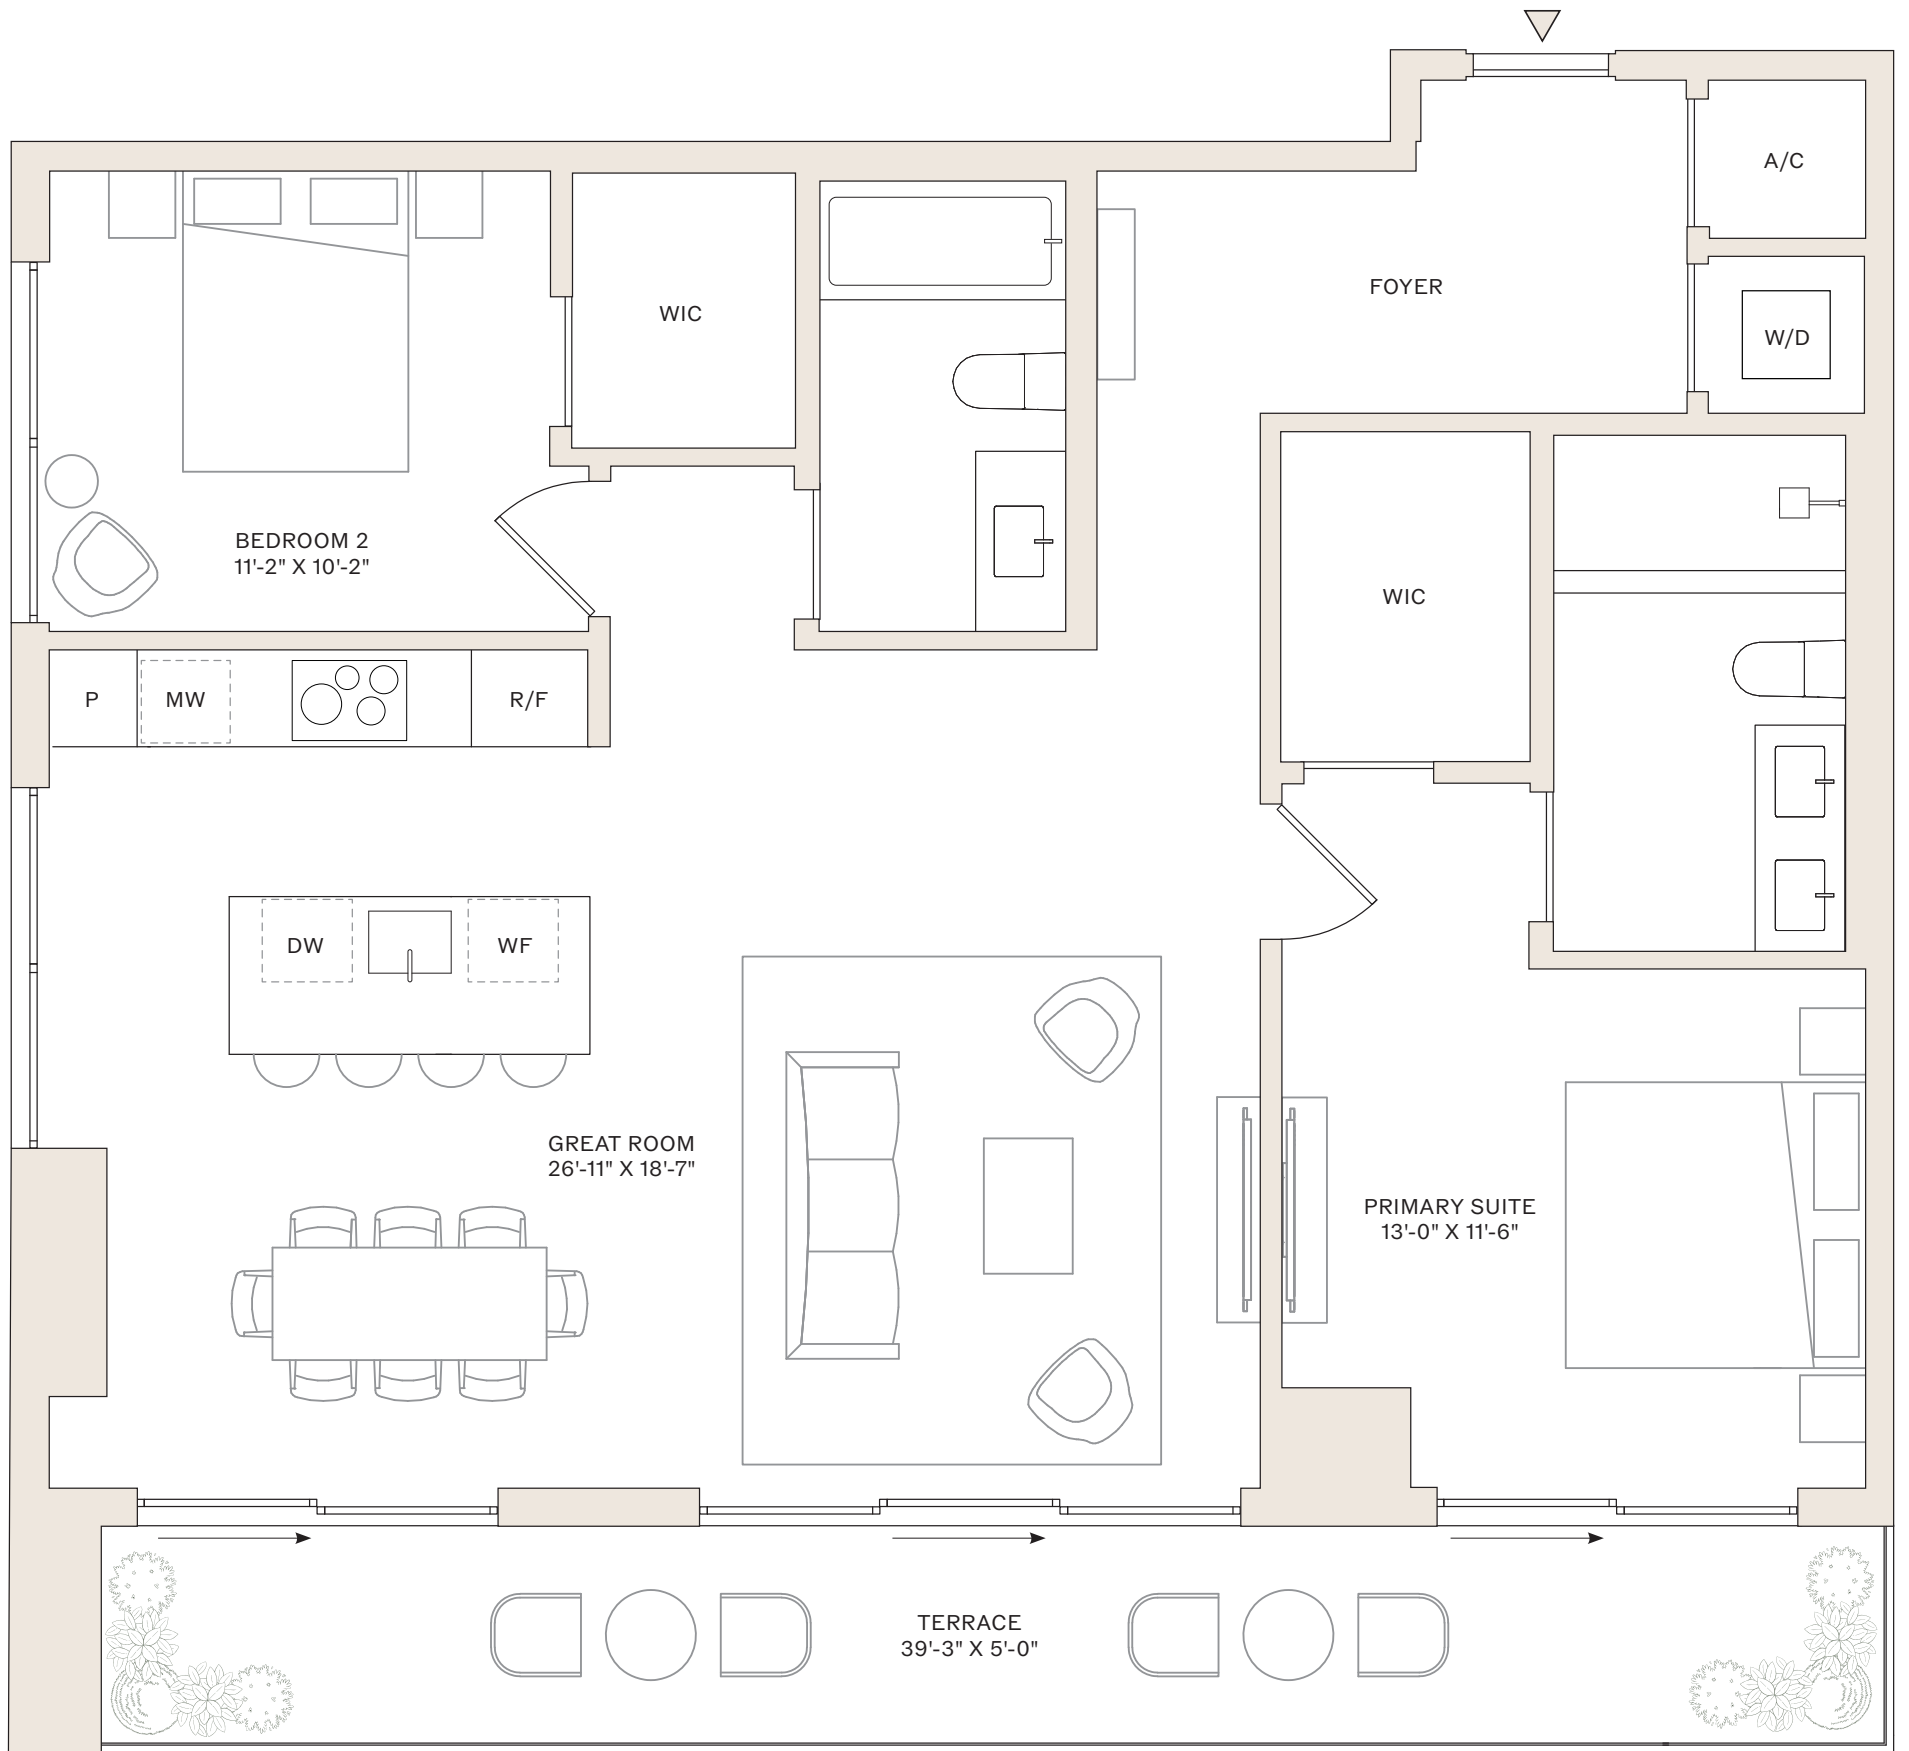 A/C
FOYER
WIC
W/D
BEDROOM 2
11'-2" X 10'-2"
WIC
P
MW
R/F
DW
WF
GREAT ROOM
26'-11" X 18'-7"
PRIMARY SUITE
13'-0" X 11'-6"
TERRACE
39'-3" X 5'-0"